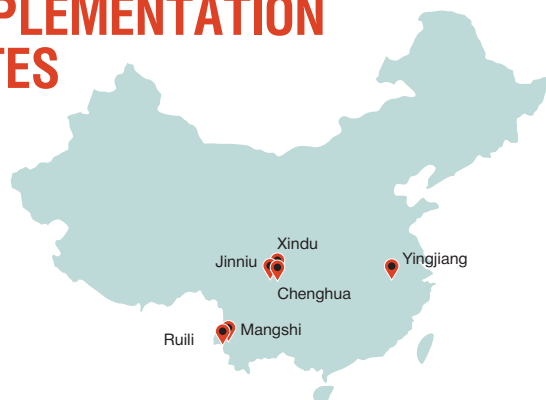 PLEMENTATION
TES
Xindu
Jinniu
Yingjiang
Chenghua
Mangshi
Ruili